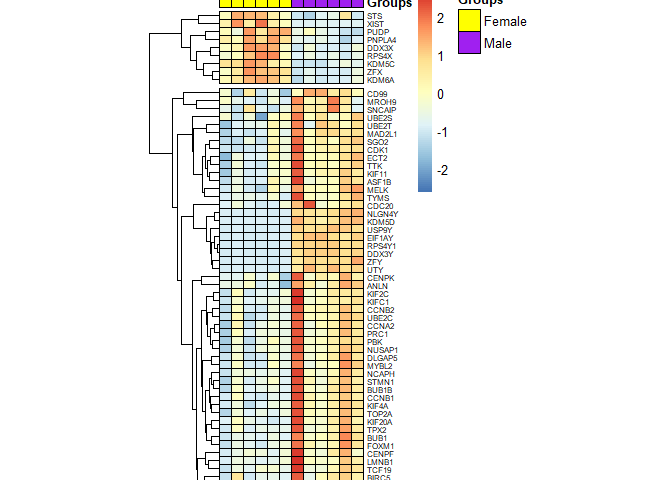 Groups
Groups
Female
Male
2
1
0
-1
-2
STS
XIST
PUDP
PNPLA4
DDX3X
RPS4X
KDM5C
ZFX
KDM6A
CD99
MROH9
SNCAIP
UBE2S
UBE2T
MAD2L1
SGO2
CDK1
ECT2
TTK
KIF11
ASF1B
MELK
TYMS
CDC20
NLGN4Y
KDM5D
USP9Y
EIF1AY
RPS4Y1
DDX3Y
ZFY
UTY
CENPK
ANLN
KIF2C
KIFC1
CCNB2
UBE2C
CCNA2
PRC1
PBK
NUSAP1
DLGAP5
MYBL2
NCAPH
STMN1
BUB1B
CCNB1
KIF4A
TOP2A
KIF20A
TPX2
BUB1
FOXM1
CENPF
LMNB1
TCF19
BIRC5